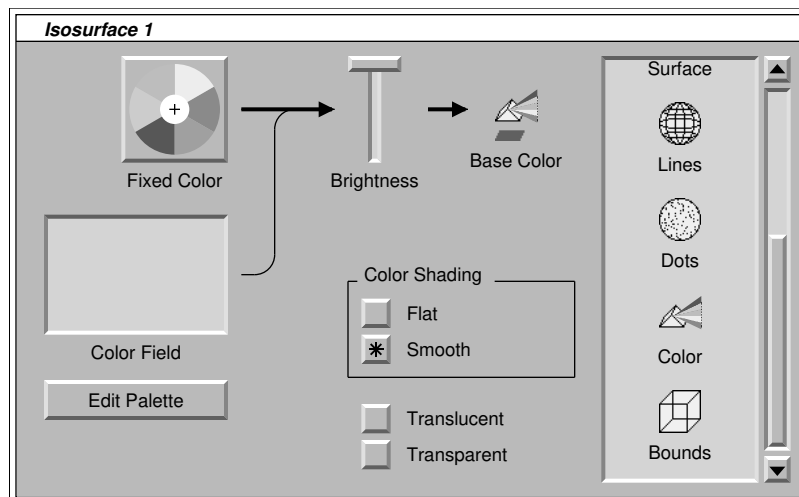 Isosurface 1
Fixed Color
Brightness
Base Color
Color Field
Edit Palette
Color Shading
Flat
Smooth
Translucent
Transparent
Surface
Lines
Dots
Color
Bounds